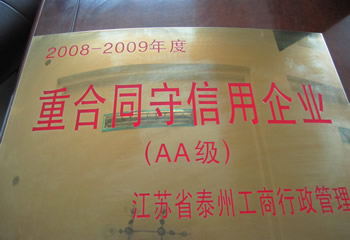 2008-2009年度
重合同守信用企业
(AA级)
江苏省泰州工商行政管理